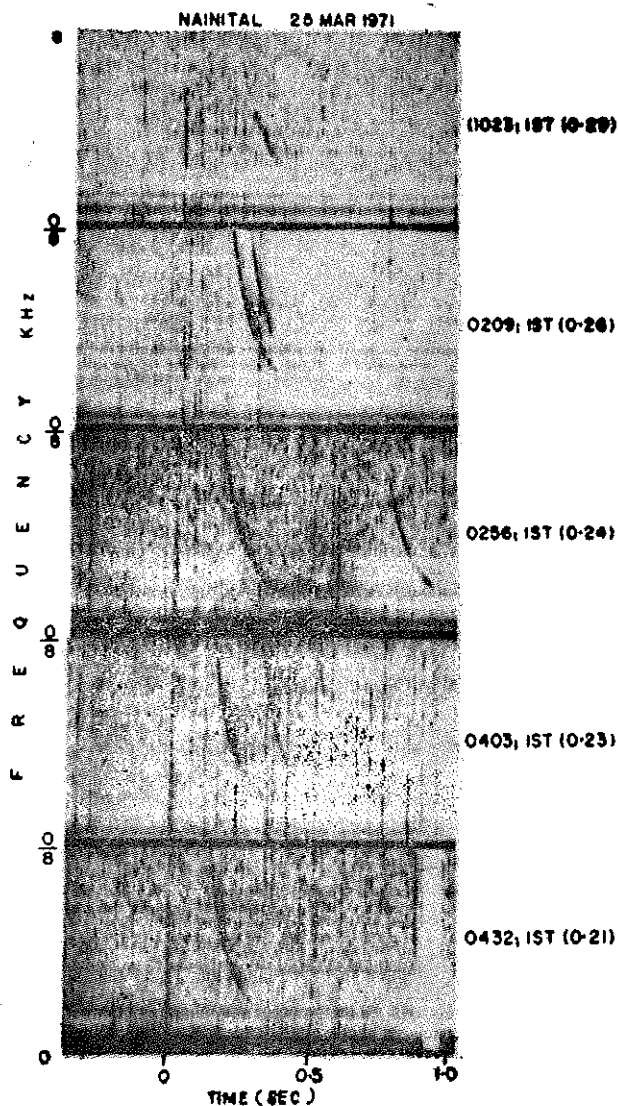 NAINITAL 25 MAR 1971
8
0023; IST (0·29)
0
8
0209; IST (0·26)
0
8
0256; IST (0·24)
0
8
0403; IST (0·23)
0
8
0432; IST (0·21)
0
FREQUENCY KHZ
0 0·5 1·0
TIME (SEC)